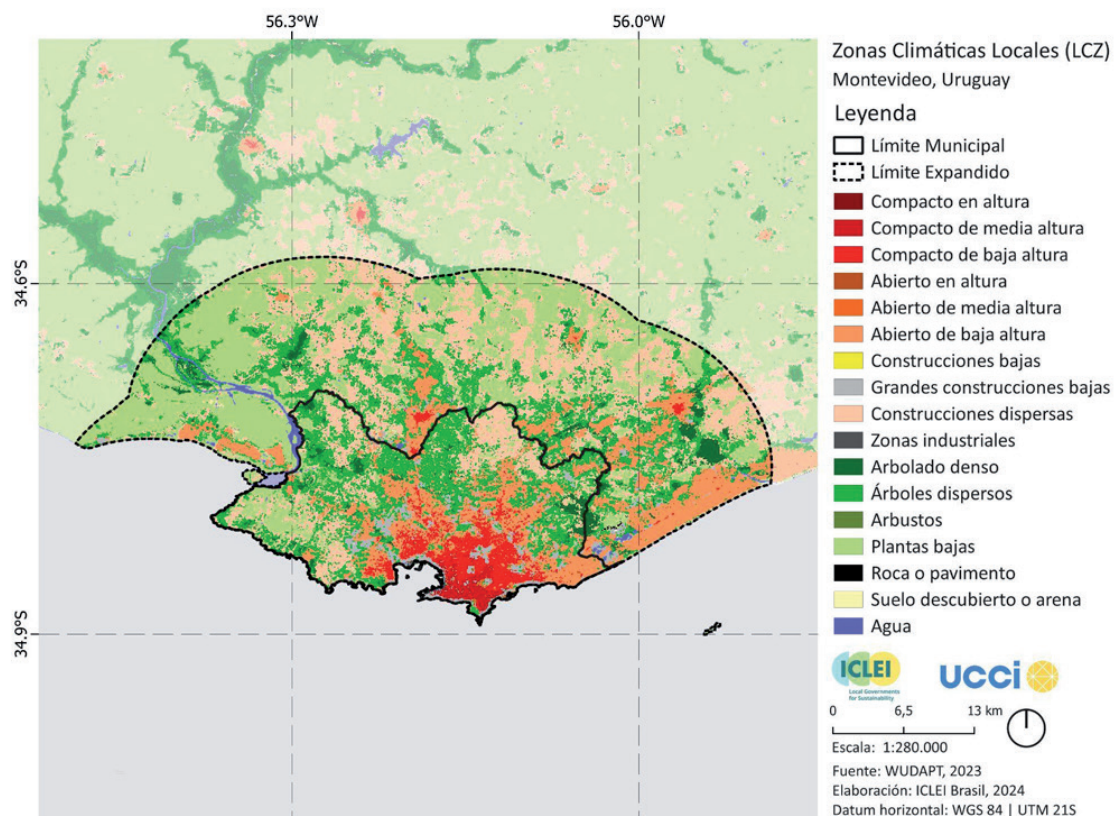 56.3°W
56.0°W
34.6°S
34.9°S
Zonas Climáticas Locales (LCZ)
Montevideo, Uruguay
Leyenda
Límite Municipal
Límite Expandido
Compacto en altura
Compacto de media altura
Compacto de baja altura
Abierto en altura
Abierto de media altura
Abierto de baja altura
Construcciones bajas
Grandes construcciones bajas
Construcciones dispersas
Zonas industriales
Arbolado denso
Árboles dispersos
Arbustos
Plantas bajas
Roca o pavimento
Suelo descubierto o arena
Agua
ICLEI
Local Governments
for Sustainability
UCCI
0 6,5 13 km
Escala: 1:280.000
Fuente: WUDAPT, 2023
Elaboración: ICLEI Brasil, 2024
Datum horizontal: WGS 84 | UTM 21S